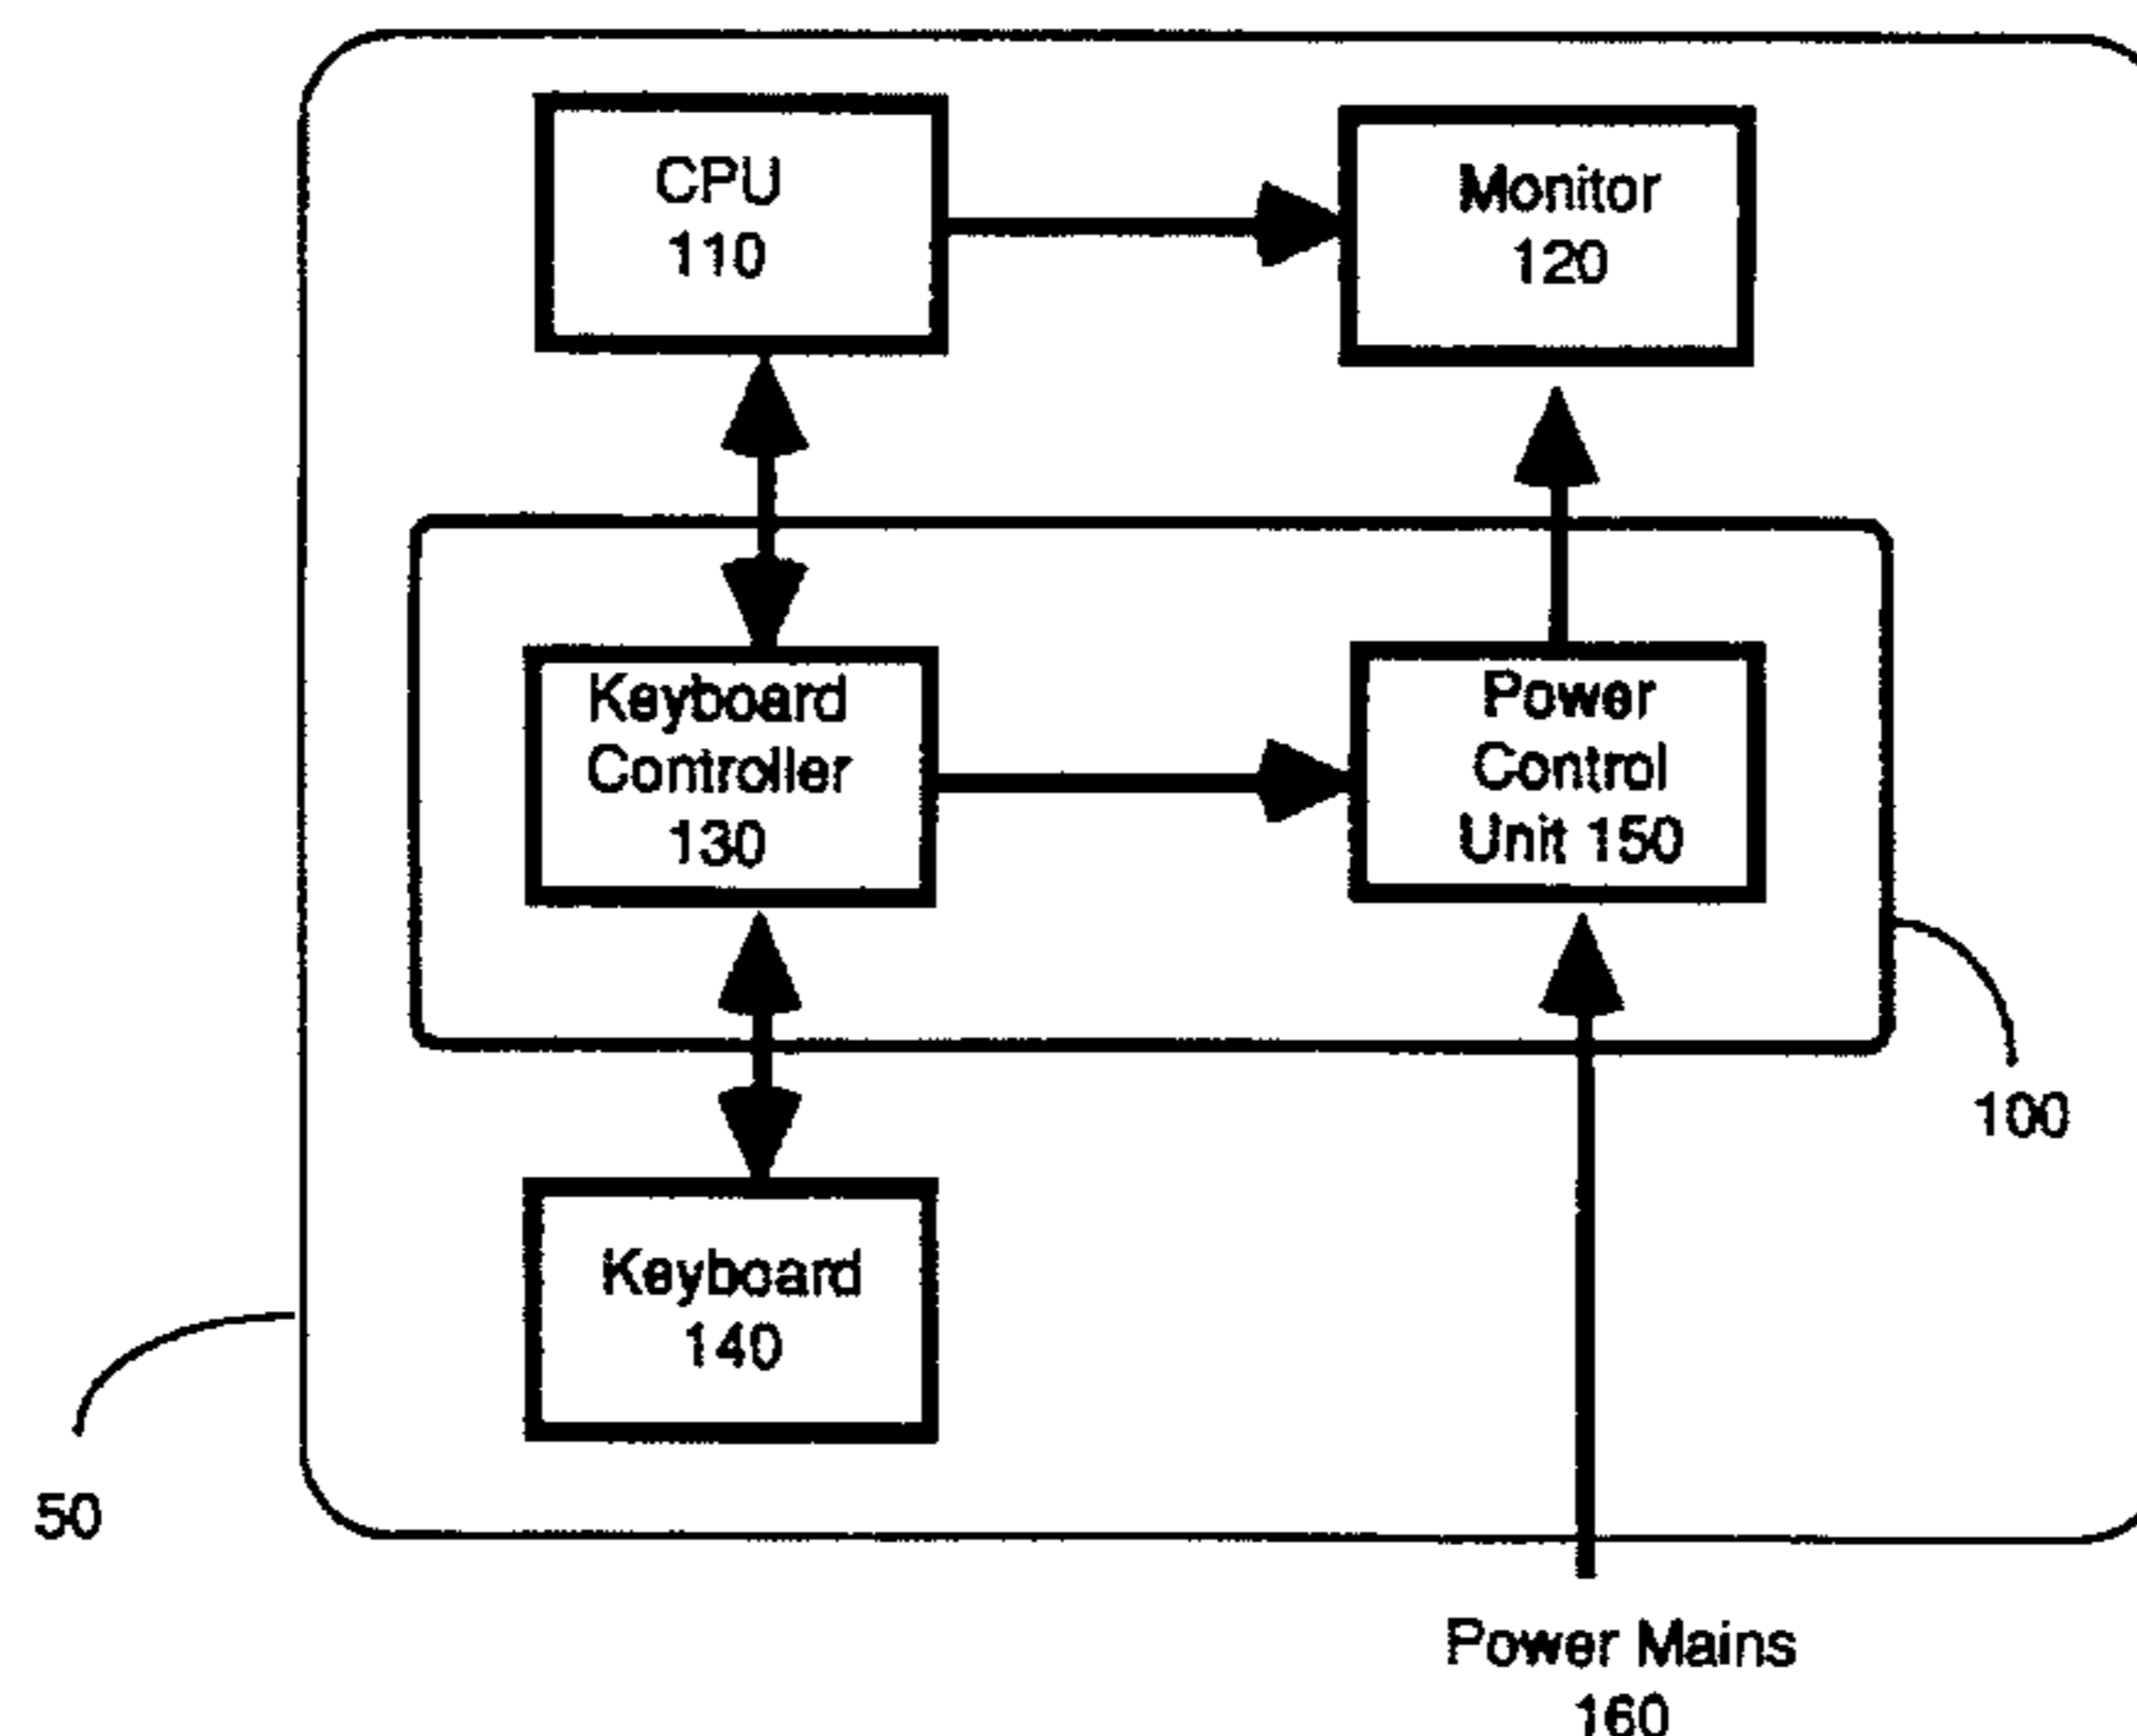 CPU
110
Monitor
120
Keyboard
Controller
130
Power
Control
Unit 150
100
Keyboard
140
50
Power Mains
160